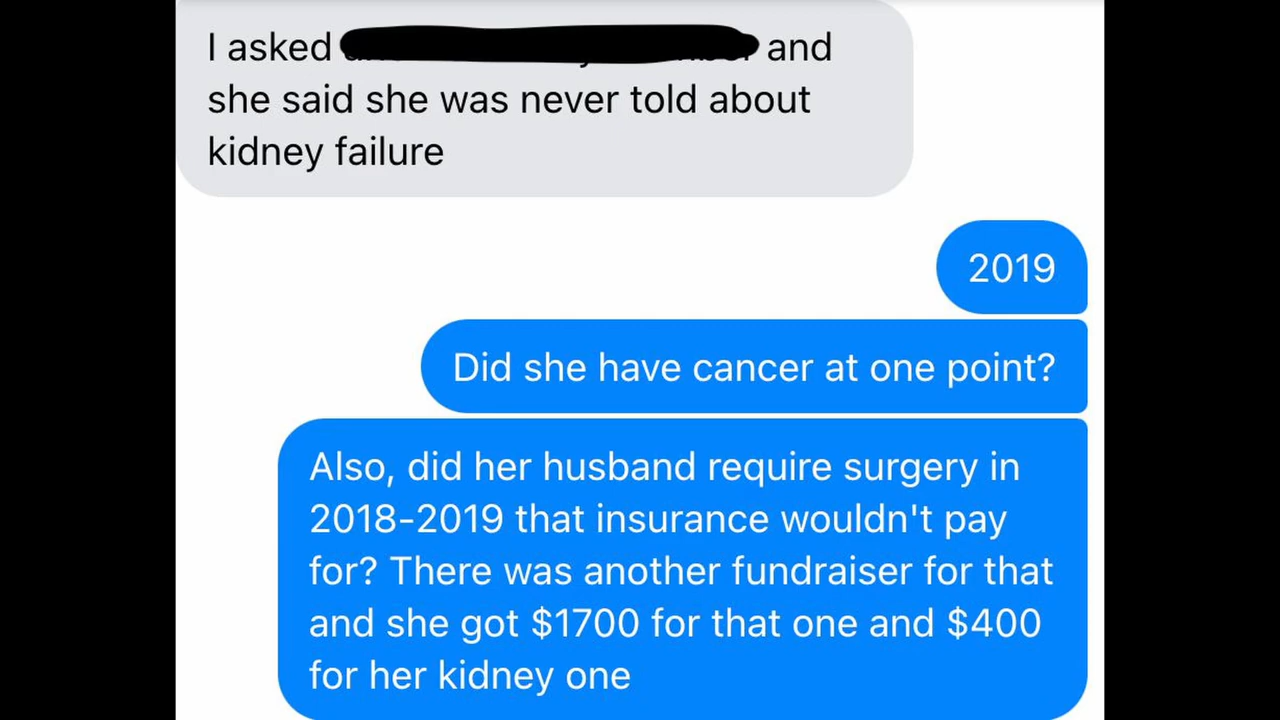 I asked and
she said she was never told about
kidney failure
2019
Did she have cancer at one point?
Also, did her husband require surgery in
2018-2019 that insurance wouldn't pay
for? There was another fundraiser for that
and she got $1700 for that one and $400
for her kidney one